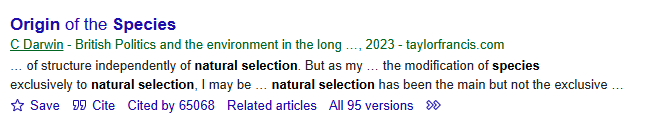 Origin of the Species
C Darwin - British Politics and the environment in the long …, 2023 - taylorfrancis.com
… of structure independently of natural selection. But as my … the modification of species
exclusively to natural selection, I may be … natural selection has been the main but not the exclusive …
Save Cite Cited by 65068 Related articles All 95 versions